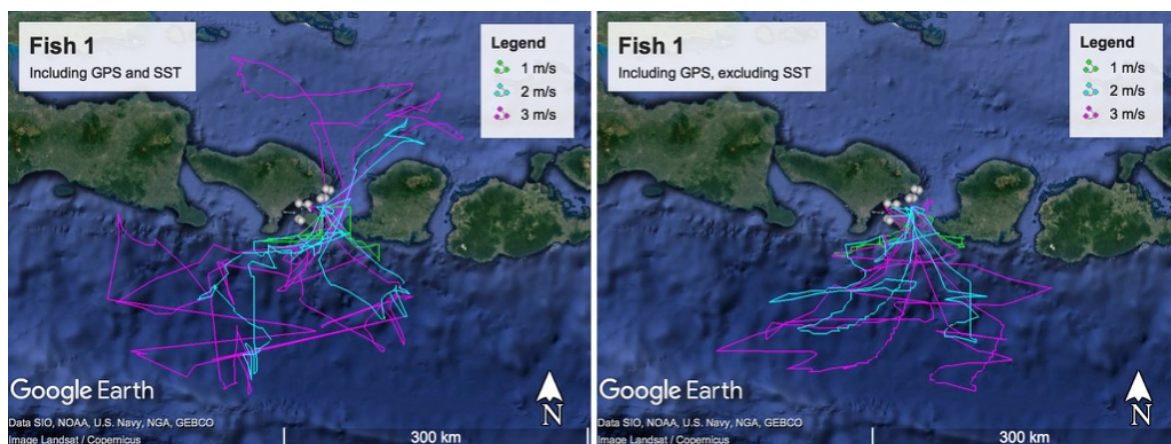 Fish 1
Including GPS and SST
Legend
1 m/s
2 m/s
3 m/s
Google Earth
Data SIO, NOAA, U.S. Navy, NGA, GEBCO
Image Landsat / Copernicus
N
300 km
Fish 1
Including GPS, excluding SST
Legend
1 m/s
2 m/s
3 m/s
Google Earth
Data SIO, NOAA, U.S. Navy, NGA, GEBCO
Image Landsat / Copernicus
N
300 km